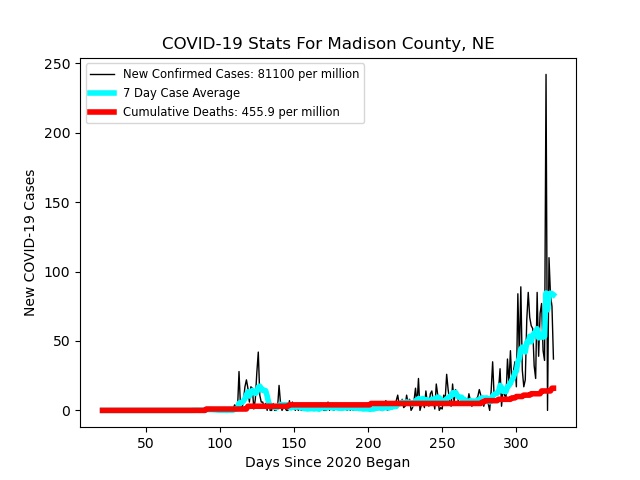 COVID-19 Stats For Madison County, NE
250
200
150
100
50
0
New COVID-19 Cases
New Confirmed Cases: 81100 per million
7 Day Case Average
Cumulative Deaths: 455.9 per million
50 100 150 200 250 300
Days Since 2020 Began